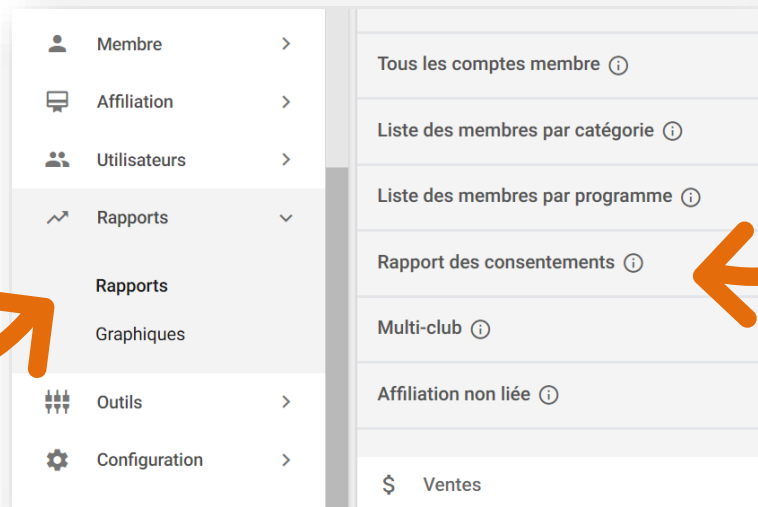 Membre
Affiliation
Utilisateurs
Rapports
Rapports
Graphiques
Outils
Configuration
Tous les comptes membre
Liste des membres par catégorie
Liste des membres par programme
Rapport des consentements
Multi-club
Affiliation non liée
$ Ventes